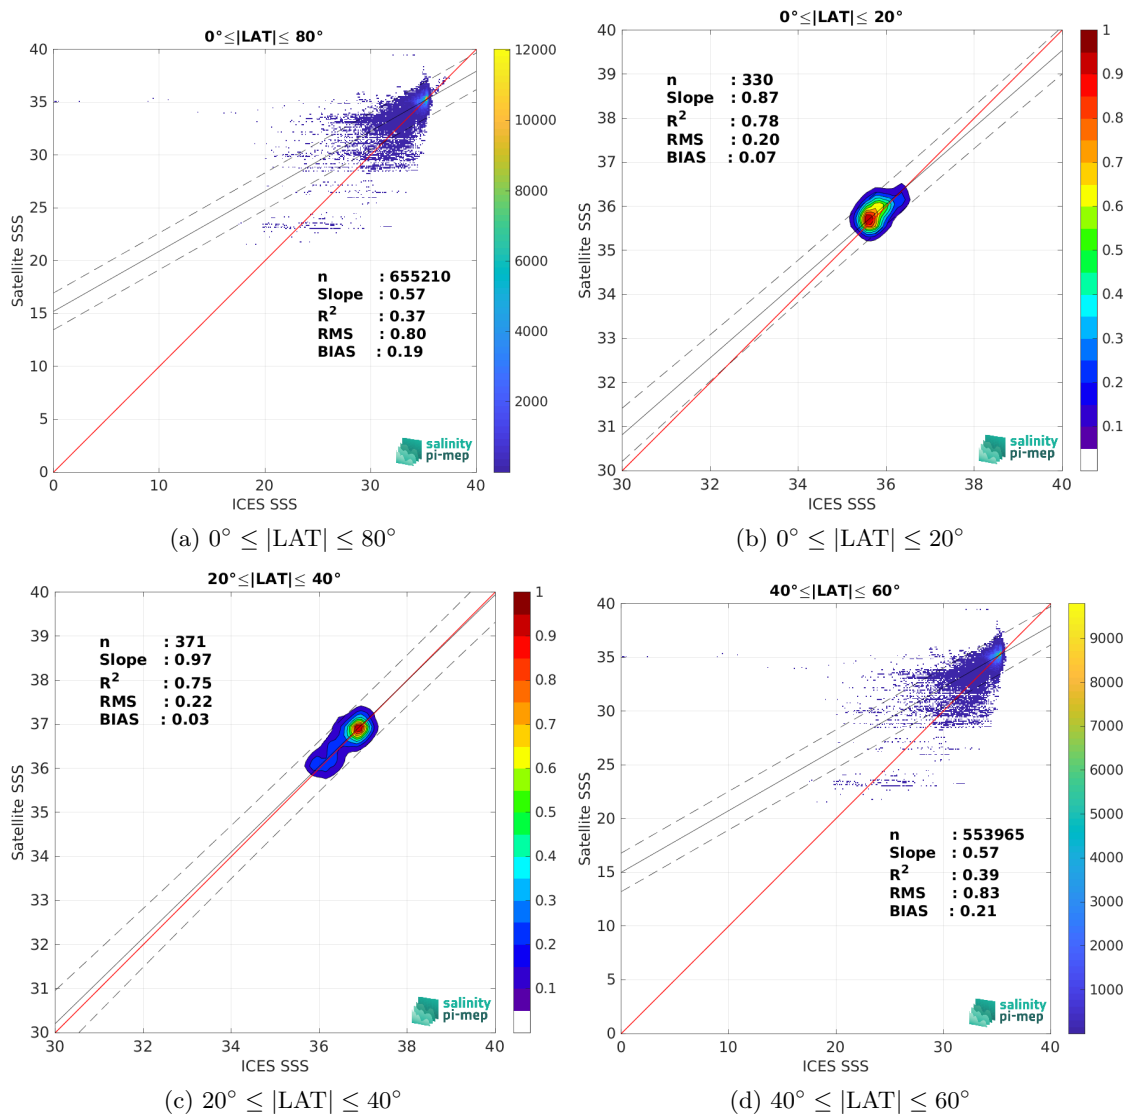 0°≤|LAT|≤ 80°
40
35
30
25
20
15
10
5
0
Satellite SSS
n : 655210
Slope : 0.57
R² : 0.37
RMS : 0.80
BIAS : 0.19
salinity
pi-mep
0 10 20 30 40
ICES SSS
12000
10000
8000
6000
4000
2000
(a) 0° ≤ |LAT| ≤ 80°
0°≤|LAT|≤ 20°
40
39
38
37
36
35
34
33
32
31
30
Satellite SSS
n : 330
Slope : 0.87
R² : 0.78
RMS : 0.20
BIAS : 0.07
salinity
pi-mep
30 32 34 36 38 40
ICES SSS
1
0.9
0.8
0.7
0.6
0.5
0.4
0.3
0.2
0.1
(b) 0° ≤ |LAT| ≤ 20°
20°≤|LAT|≤ 40°
40
39
38
37
36
35
34
33
32
31
30
Satellite SSS
n : 371
Slope : 0.97
R² : 0.75
RMS : 0.22
BIAS : 0.03
salinity
pi-mep
30 32 34 36 38 40
ICES SSS
1
0.9
0.8
0.7
0.6
0.5
0.4
0.3
0.2
0.1
(c) 20° ≤ |LAT| ≤ 40°
40°≤|LAT|≤ 60°
40
35
30
25
20
15
10
5
0
Satellite SSS
n : 553965
Slope : 0.57
R² : 0.39
RMS : 0.83
BIAS : 0.21
salinity
pi-mep
0 10 20 30 40
ICES SSS
9000
8000
7000
6000
5000
4000
3000
2000
1000
(d) 40° ≤ |LAT| ≤ 60°